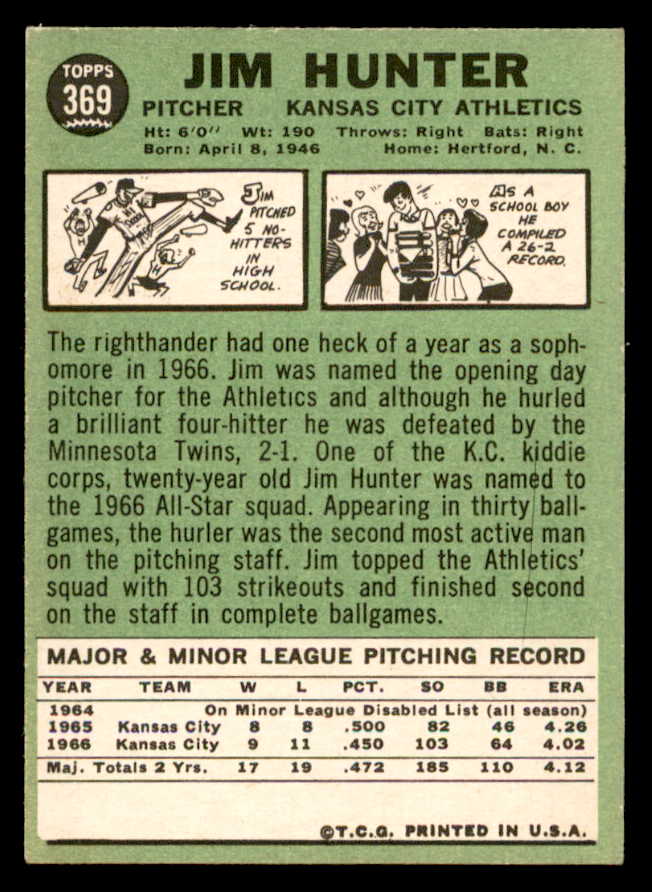 TOPPS
369
JIM HUNTER
PITCHER KANSAS CITY ATHLETICS
Ht: 6'0" Wt: 190 Throws: Right Bats: Right
Born: April 8, 1946 Home: Hertford, N. C.
JIM
PITCHED
5 NO-
HITTERS
IN
HIGH
SCHOOL.
AS A
SCHOOL BOY
HE
COMPILED
A 26-2
RECORD.
The righthander had one heck of a year as a soph-
omore in 1966. Jim was named the opening day
pitcher for the Athletics and although he hurled
a brilliant four-hitter he was defeated by the
Minnesota Twins, 2-1. One of the K.C. kiddie
corps, twenty-year old Jim Hunter was named to
the 1966 All-Star squad. Appearing in thirty ball-
games, the hurler was the second most active man
on the pitching staff. Jim topped the Athletics'
squad with 103 strikeouts and finished second
on the staff in complete ballgames.
MAJOR & MINOR LEAGUE PITCHING RECORD
YEAR TEAM W L PCT. SO BB ERA
1964 On Minor League Disabled List (all season)
1965 Kansas City 8 8 .500 82 46 4.26
1966 Kansas City 9 11 .450 103 64 4.02
Maj. Totals 2 Yrs. 17 19 .472 185 110 4.12
©T.C.G. PRINTED IN U.S.A.